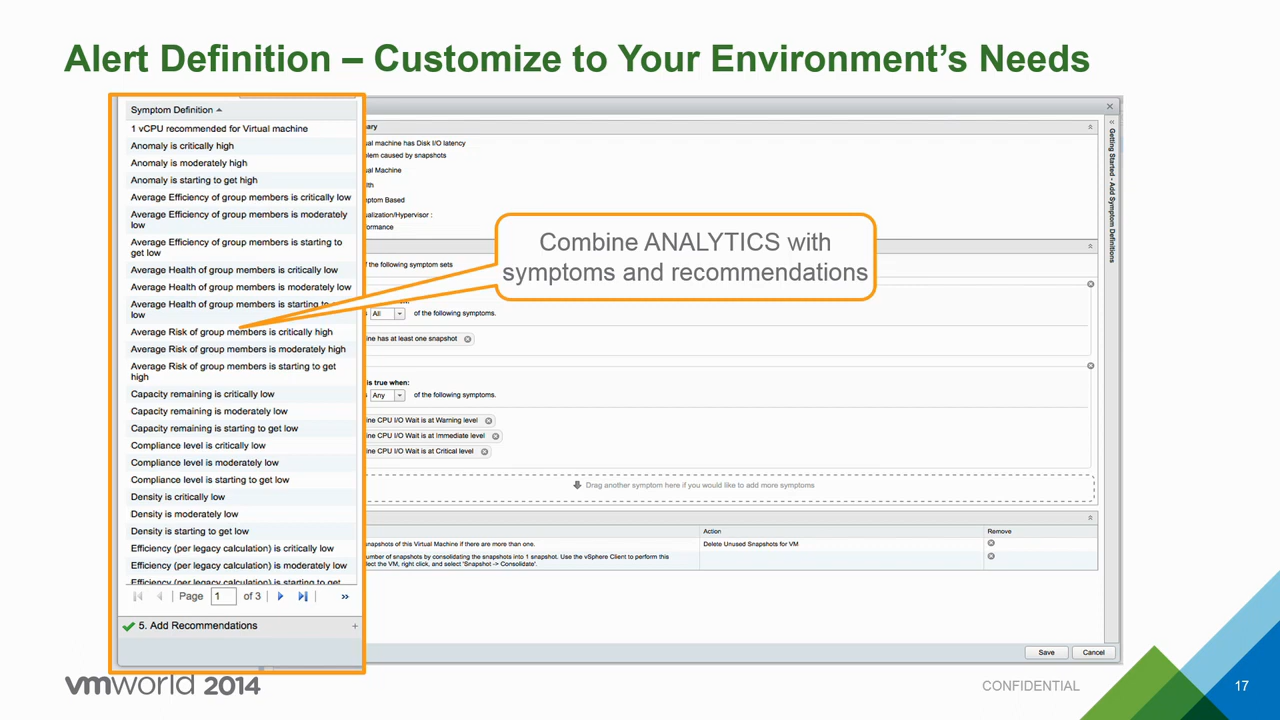 Alert Definition – Customize to Your Environment's Needs
Symptom Definition
1 vCPU recommended for Virtual machine
Anomaly is critically high
Anomaly is moderately high
Anomaly is starting to get high
Average Efficiency of group members is critically low
Average Efficiency of group members is moderately
low
Average Efficiency of group members is starting to
get low
Average Health of group members is critically low
Average Health of group members is moderately low
Average Health of group members is starting to
low
Average Risk of group members is critically high
Average Risk of group members is moderately high
Average Risk of group members is starting to get
high
Capacity remaining is critically low
Capacity remaining is moderately low
Capacity remaining is starting to get low
Compliance level is critically low
Compliance level is moderately low
Compliance level is starting to get low
Density is critically low
Density is moderately low
Density is starting to get low
Efficiency (per legacy calculation) is critically low
Efficiency (per legacy calculation) is moderately low
Efficiency (per legacy calculation) is starting to get
Page 1 of 3
5. Add Recommendations
Combine ANALYTICS with
symptoms and recommendations
machine has Disk I/O latency
caused by snapshots
Machine
Based
/Hypervisor :
of the following symptom sets
All of the following symptoms.
has at least one snapshot
is true when:
Any of the following symptoms.
CPU I/O Wait is at Warning level
CPU I/O Wait is at Immediate level
CPU I/O Wait is at Critical level
Drag another symptom here if you would like to add more symptoms
Action Remove
snapshots of this Virtual Machine if there are more than one. Delete Unused Snapshots for VM
number of snapshots by consolidating the snapshots into 1 snapshot. Use the vSphere Client to perform this
the VM, right click, and select 'Snapshot -> Consolidate'.
Getting Started - Add Symptom Definitions
Save Cancel
vmworld 2014
CONFIDENTIAL 17